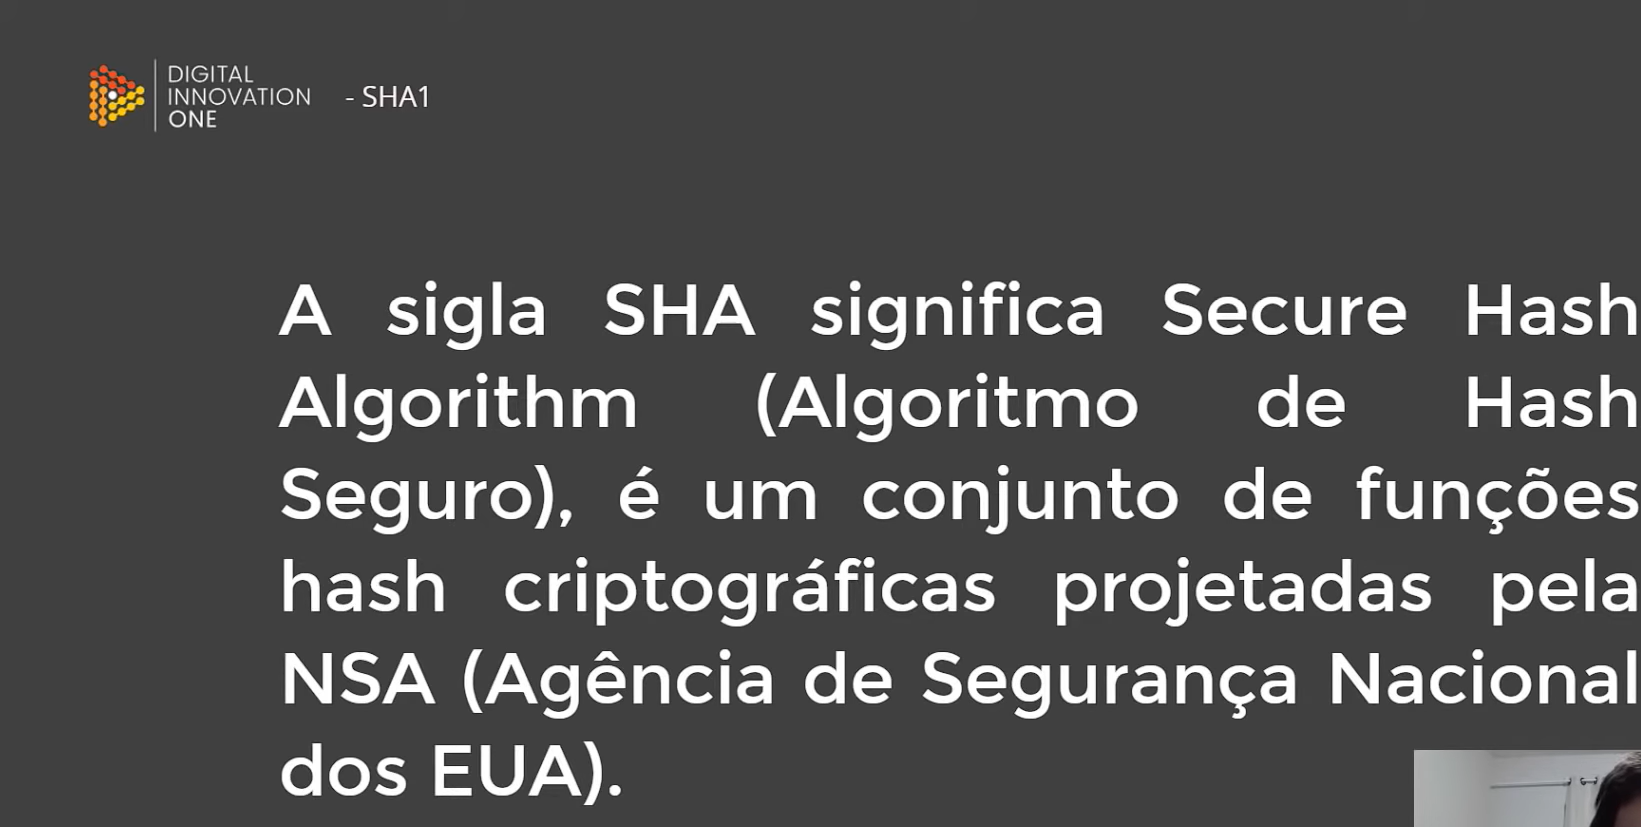 DIGITAL
INNOVATION
ONE
- SHA1
A sigla SHA significa Secure Hash
Algorithm (Algoritmo de Hash
Seguro), é um conjunto de funções
hash criptográficas projetadas pela
NSA (Agência de Segurança Nacional
dos EUA).